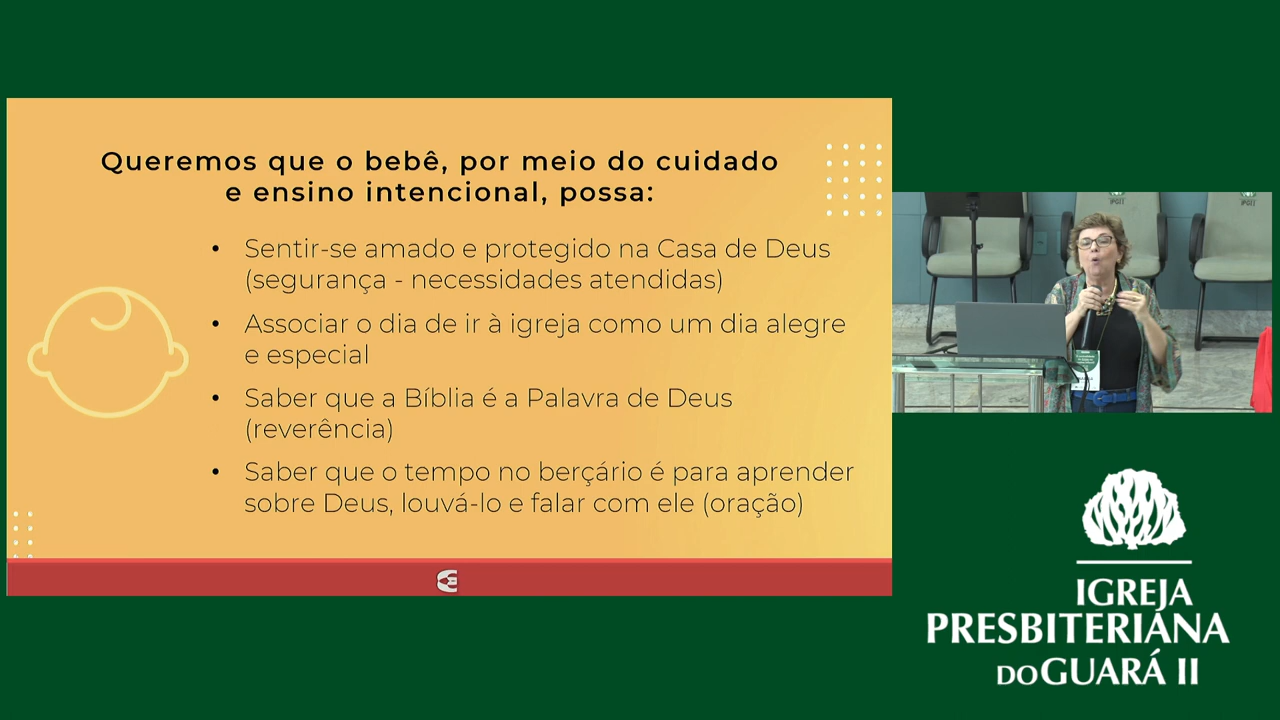 Queremos que o bebê, por meio do cuidado
e ensino intencional, possa:
• Sentir-se amado e protegido na Casa de Deus
(segurança - necessidades atendidas)
• Associar o dia de ir à igreja como um dia alegre
e especial
• Saber que a Bíblia é a Palavra de Deus
(reverência)
• Saber que o tempo no berçário é para aprender
sobre Deus, louvá-lo e falar com ele (oração)
IGREJA
PRESBITERIANA
DO GUARÁ II